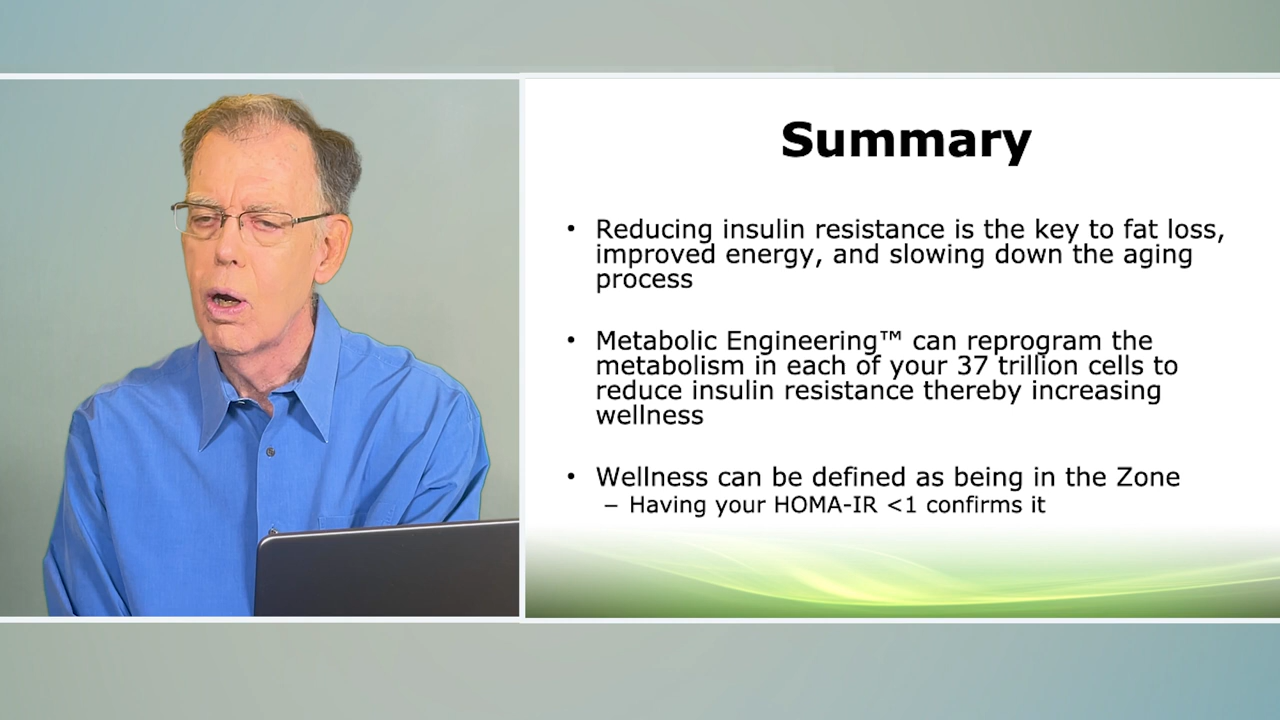 Summary
• Reducing insulin resistance is the key to fat loss,
improved energy, and slowing down the aging
process
• Metabolic Engineering™ can reprogram the
metabolism in each of your 37 trillion cells to
reduce insulin resistance thereby increasing
wellness
• Wellness can be defined as being in the Zone
– Having your HOMA-IR <1 confirms it